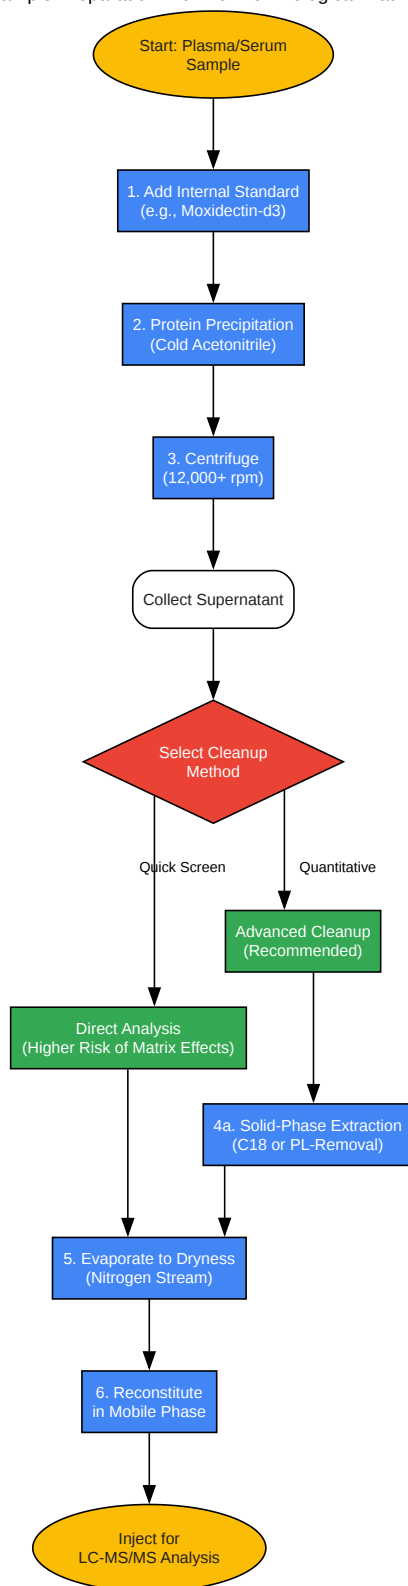 Start: Plasma/Serum
Sample
1. Add Internal Standard
(e.g., Moxidectin-d3)
2. Protein Precipitation
(Cold Acetonitrile)
3. Centrifuge
(12,000+ rpm)
Collect Supernatant
Select Cleanup
Method
Quick Screen
Quantitative
Advanced Cleanup
(Recommended)
Direct Analysis
(Higher Risk of Matrix Effects)
4a. Solid-Phase Extraction
(C18 or PL-Removal)
5. Evaporate to Dryness
(Nitrogen Stream)
6. Reconstitute
in Mobile Phase
Inject for
LC-MS/MS Analysis